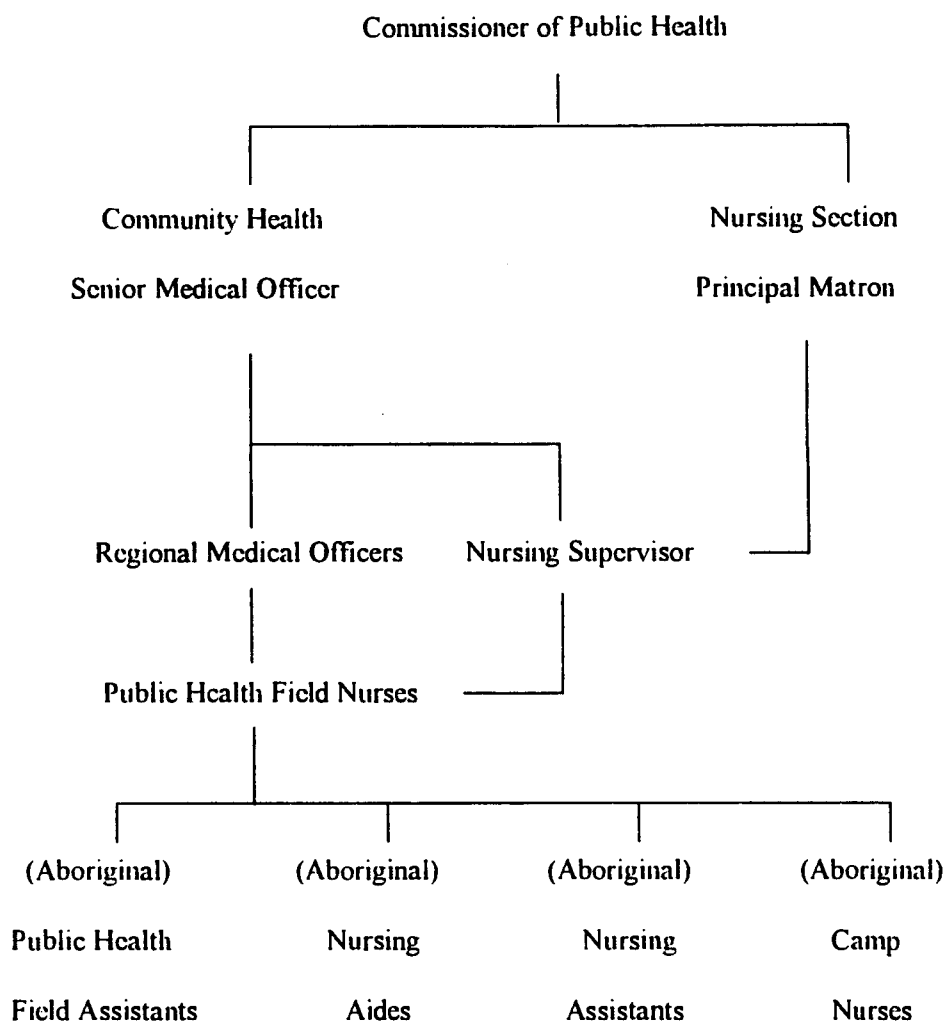 Commissioner of Public Health
Community Health
Nursing Section
Senior Medical Officer
Principal Matron
Regional Medical Officers
Nursing Supervisor
Public Health Field Nurses
(Aboriginal)
(Aboriginal)
(Aboriginal)
(Aboriginal)
Public Health
Nursing
Nursing
Camp
Field Assistants
Aides
Assistants
Nurses